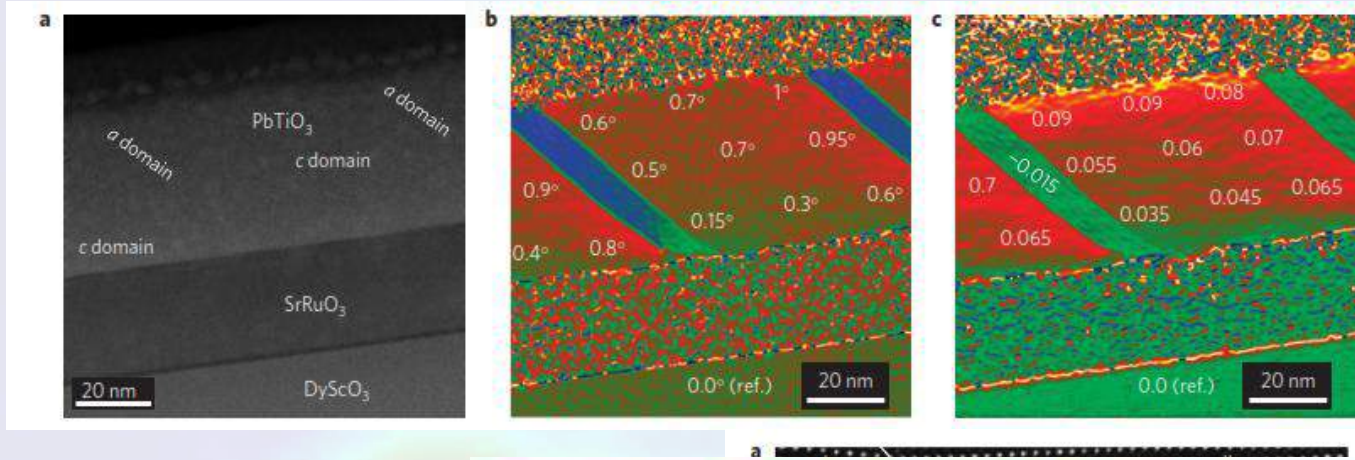 a
a domain
PbTiO3
a domain
c domain
c domain
SrRuO3
20 nm
DyScO3
b
0.7°
1°
0.6°
0.7°
0.95°
0.5°
0.9°
0.6°
0.3°
0.15°
0.4°
0.8°
0.0° (ref.)
20 nm
c
0.08
0.09
0.09
0.07
0.06
0.055
−0.015
0.7
0.065
0.045
0.035
0.065
0.0 (ref.)
20 nm
a